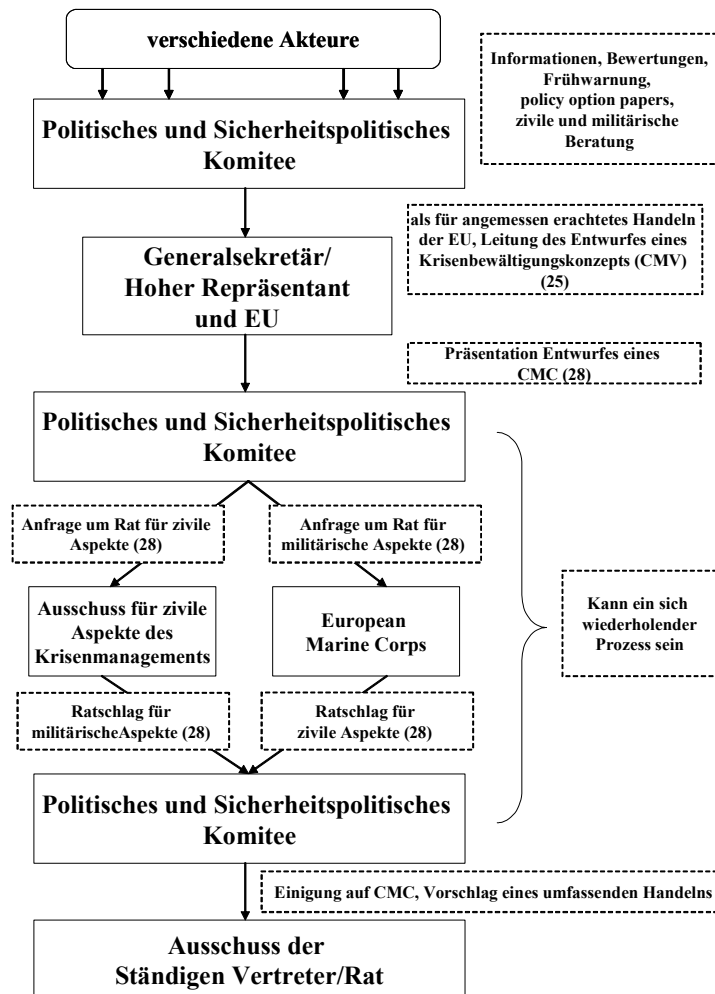 verschiedene Akteure
Informationen, Bewertungen,
Frühwarnung,
policy option papers,
zivile und militärische
Beratung
Politisches und Sicherheitspolitisches
Komitee
als für angemessen erachtetes Handeln
der EU, Leitung des Entwurfes eines
Krisenbewältigungskonzepts (CMV)
(25)
Generalsekretär/
Hoher Repräsentant
und EU
Präsentation Entwurfes eines
CMC (28)
Politisches und Sicherheitspolitisches
Komitee
Anfrage um Rat für zivile
Aspekte (28)
Anfrage um Rat für
militärische Aspekte (28)
Ausschuss für zivile
Aspekte des
Krisenmanagements
European
Marine Corps
Kann ein sich
wiederholender
Prozess sein
Ratschlag für
militärischeAspekte (28)
Ratschlag für
zivile Aspekte (28)
Politisches und Sicherheitspolitisches
Komitee
Einigung auf CMC, Vorschlag eines umfassenden Handelns
Ausschuss der
Ständigen Vertreter/Rat